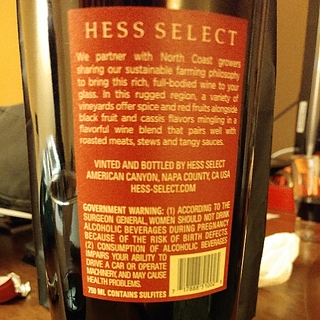 HESS SELECT
We partner with North Coast growers
sharing our sustainable farming philosophy
to bring this rich, full-bodied wine to your
glass. In this rugged region, a variety of
vineyards offer spice and red fruits alongside
black fruit and cassis flavors mingling in a
flavorful wine blend that pairs well with
roasted meats, stews and tangy sauces.
VINTED AND BOTTLED BY HESS SELECT
AMERICAN CANYON, NAPA COUNTY, CA USA
HESS-SELECT.COM
GOVERNMENT WARNING: (1) ACCORDING TO THE
SURGEON GENERAL, WOMEN SHOULD NOT DRINK
ALCOHOLIC BEVERAGES DURING PREGNANCY
BECAUSE OF THE RISK OF BIRTH DEFECTS.
(2) CONSUMPTION OF ALCOHOLIC BEVERAGES
IMPAIRS YOUR ABILITY TO
DRIVE A CAR OR OPERATE
MACHINERY, AND MAY CAUSE
HEALTH PROBLEMS.
750 ML CONTAINS SULFITES